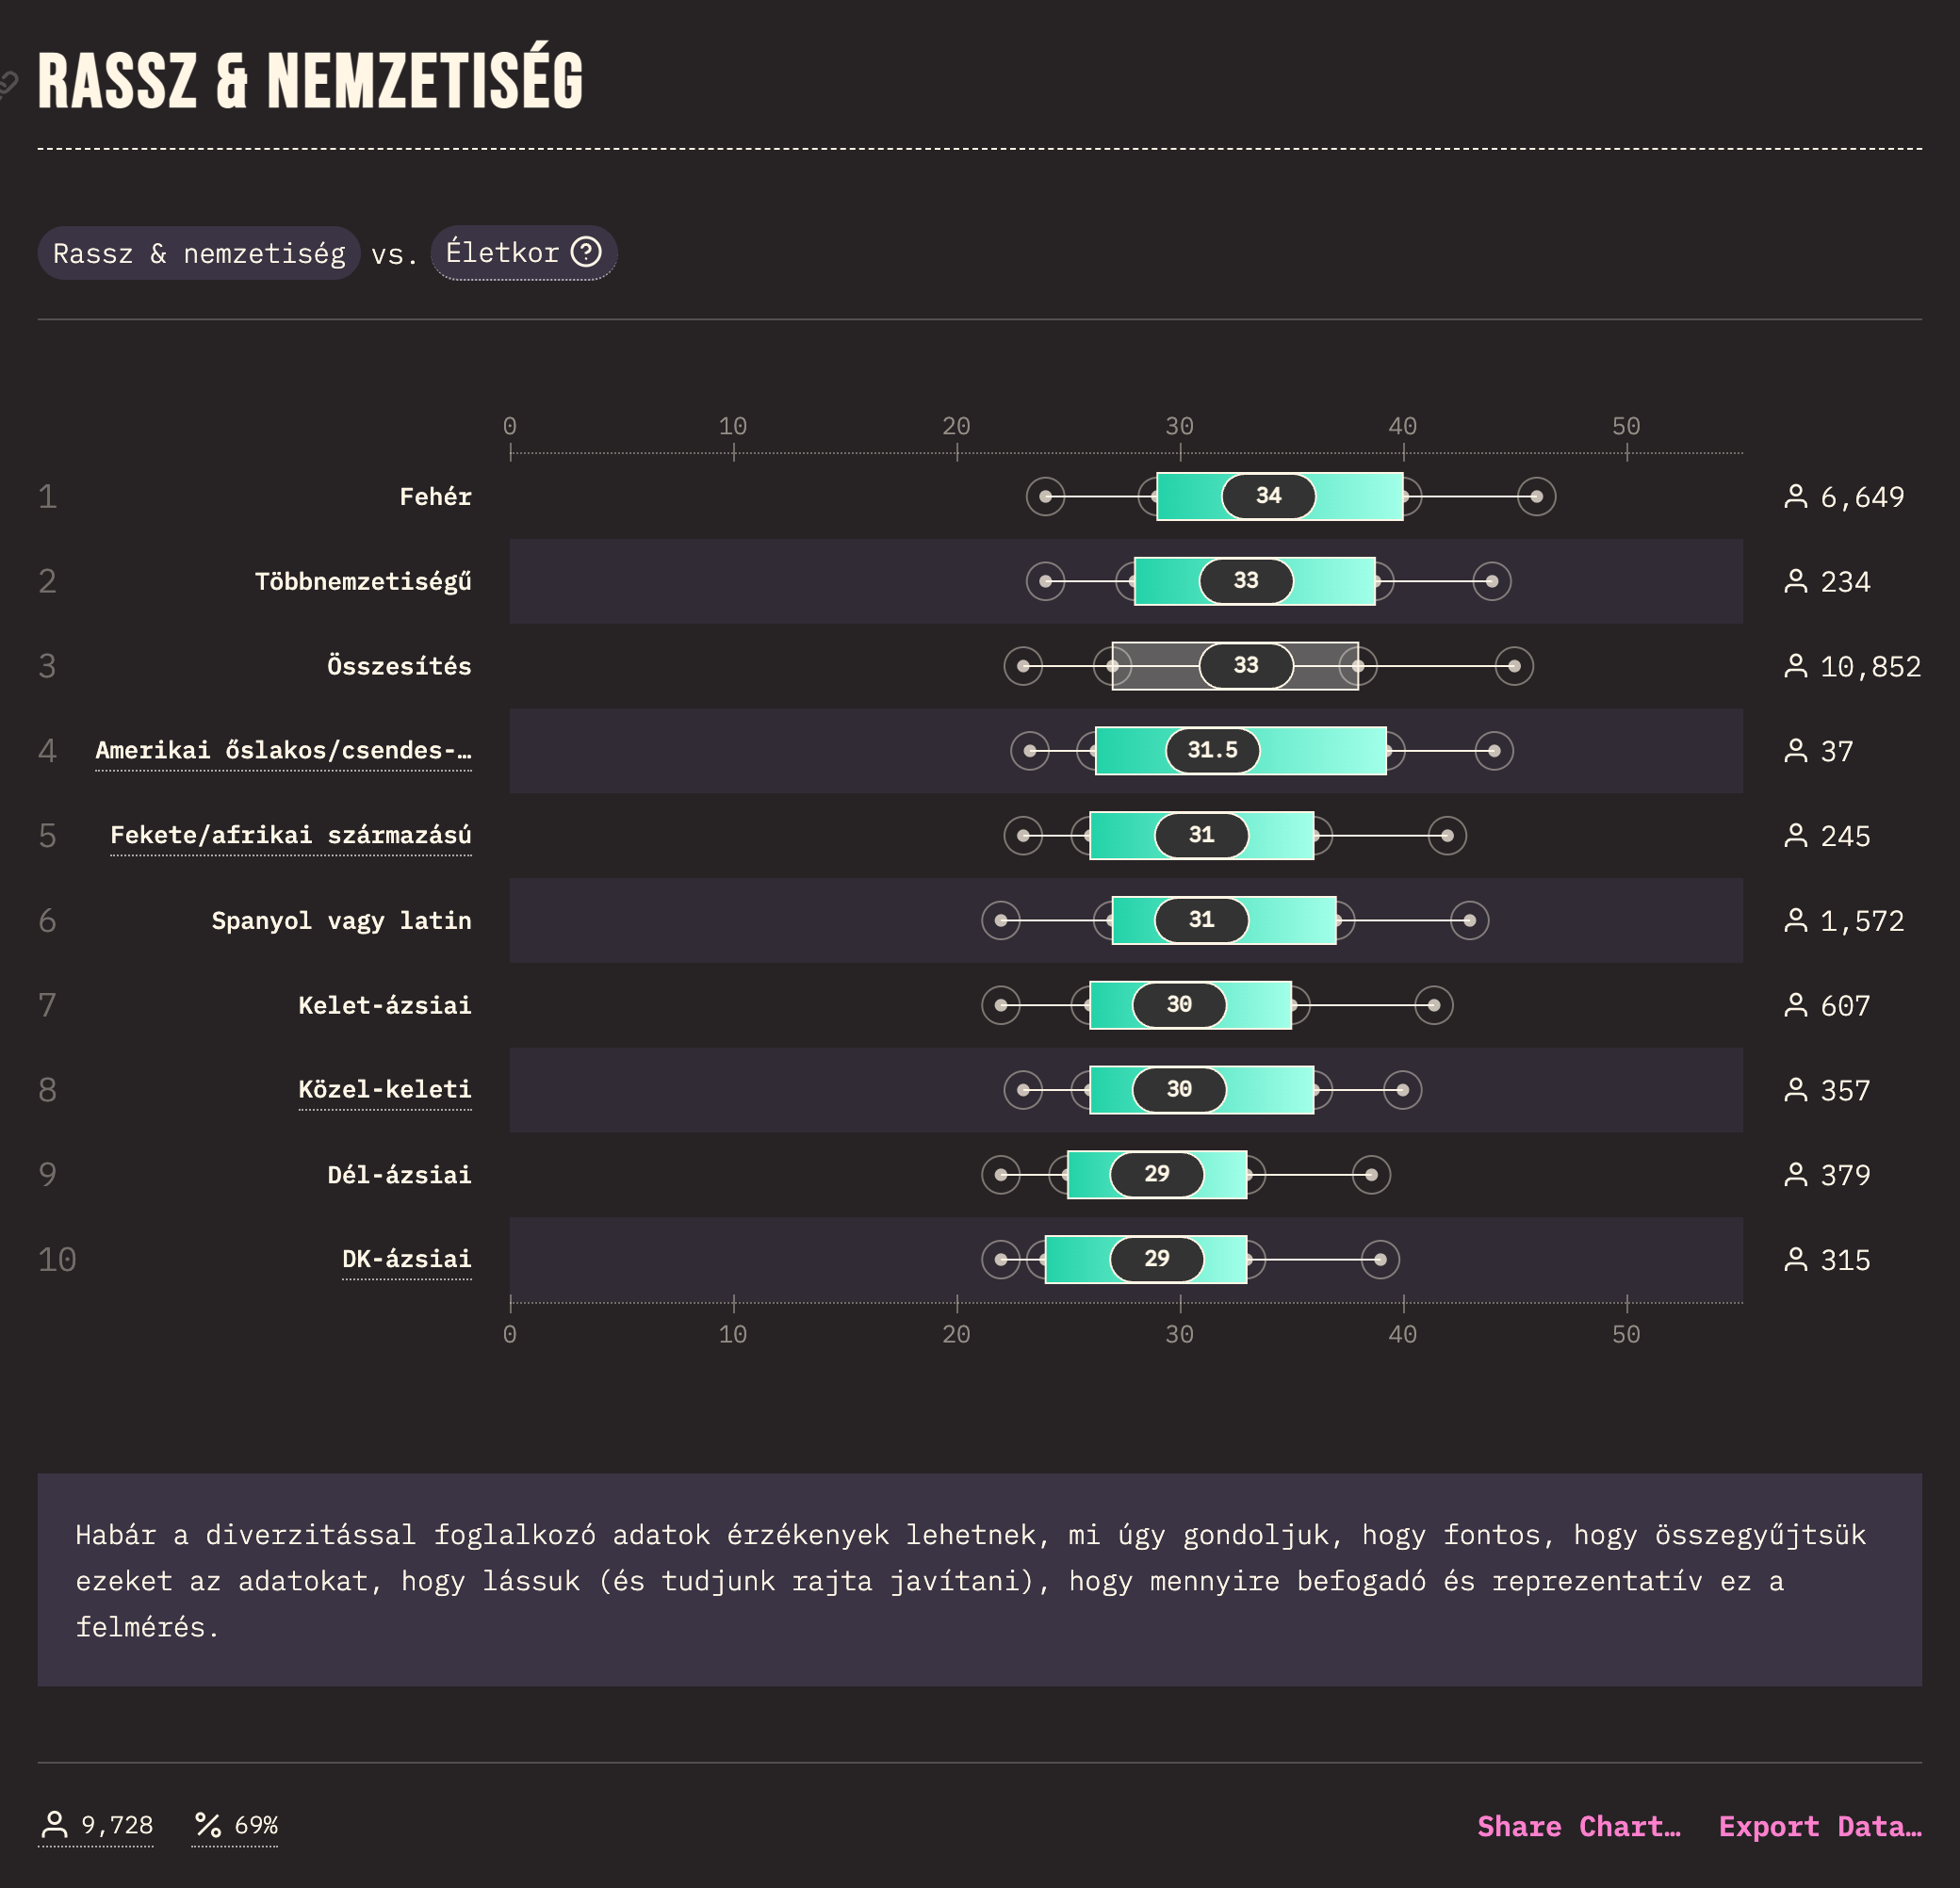 RASSZ & NEMZETISÉG
Rassz & nemzetiség vs. Életkor ?
0 10 20 30 40 50
1 Fehér 34 6,649
2 Többnemzetiségű 33 234
3 Összesítés 33 10,852
4 Amerikai őslakos/csendes-… 31.5 37
5 Fekete/afrikai származású 31 245
6 Spanyol vagy latin 31 1,572
7 Kelet-ázsiai 30 607
8 Közel-keleti 30 357
9 Dél-ázsiai 29 379
10 DK-ázsiai 29 315
0 10 20 30 40 50
Habár a diverzitással foglalkozó adatok érzékenyek lehetnek, mi úgy gondoljuk, hogy fontos, hogy összegyűjtsük
ezeket az adatokat, hogy lássuk (és tudjunk rajta javítani), hogy mennyire befogadó és reprezentatív ez a
felmérés.
9,728 % 69% Share Chart… Export Data…